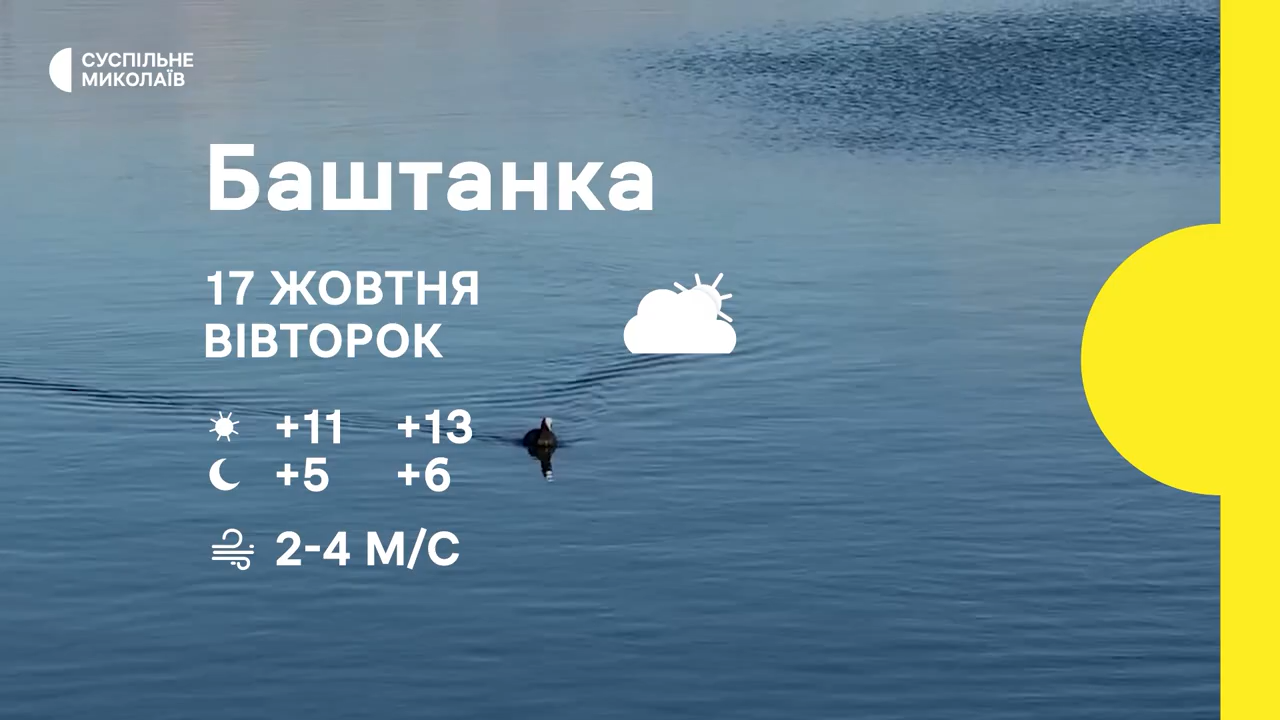 СУСПІЛЬНЕ
МИКОЛАЇВ
Баштанка
17 ЖОВТНЯ
ВІВТОРОК
+11 +13
+5 +6
2-4 М/С